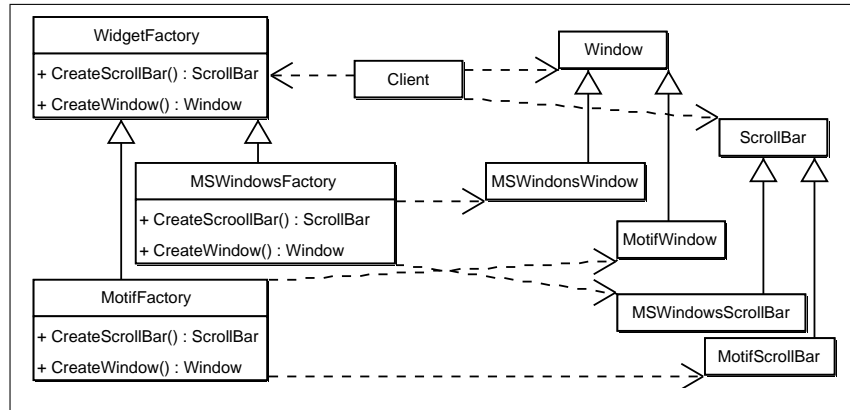 WidgetFactory
+ CreateScrollBar() : ScrollBar
+ CreateWindow() : Window
Client
Window
ScrollBar
MSWindowsFactory
+ CreateScroollBar() : ScrollBar
+ CreateWindow() : Window
MSWindonsWindow
MotifWindow
MotifFactory
+ CreateScrollBar() : ScrollBar
+ CreateWindow() : Window
MSWindowsScrollBar
MotifScrollBar